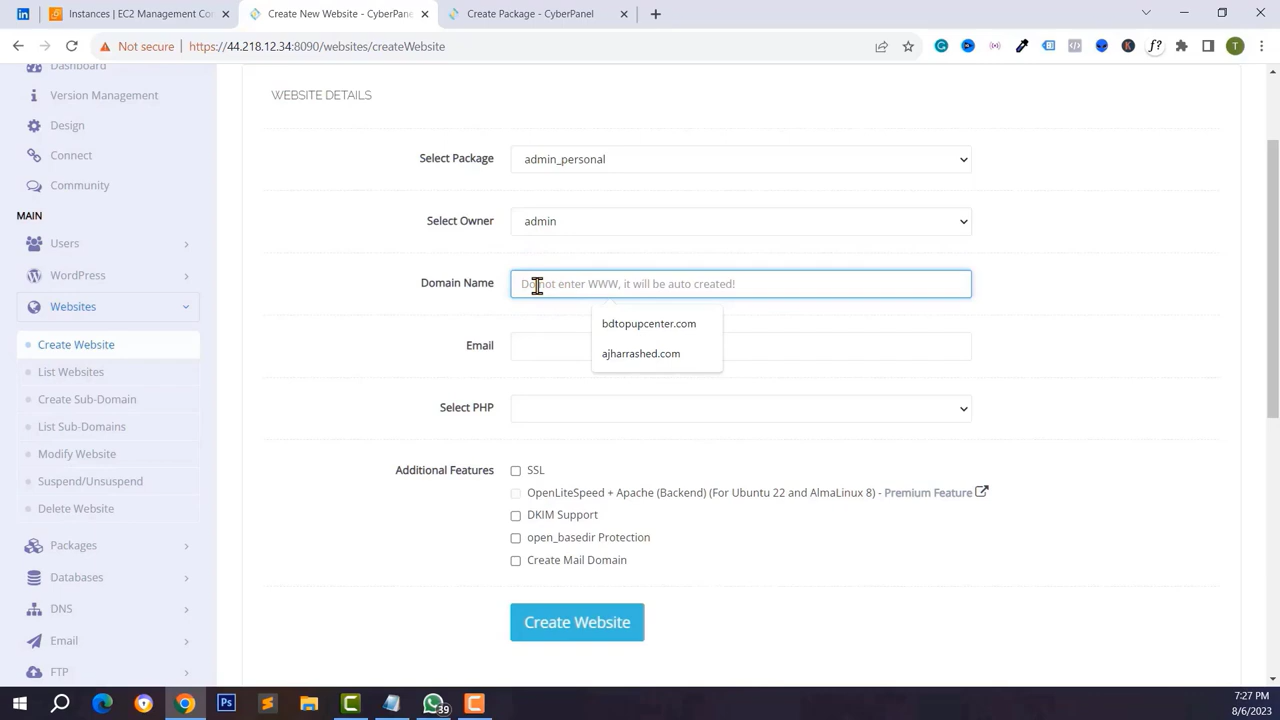 Instances | EC2 Management Con
Create New Website - CyberPane
Create Package - CyberPanel
Not secure
https://44.218.12.34:8090/websites/createWebsite
Dashboard
Version Management
Design
Connect
Community
MAIN
Users
WordPress
Websites
Create Website
List Websites
Create Sub-Domain
List Sub-Domains
Modify Website
Suspend/Unsuspend
Delete Website
Packages
Databases
DNS
Email
FTP
WEBSITE DETAILS
Select Package
admin_personal
Select Owner
admin
Domain Name
Do not enter WWW, it will be auto created!
bdtopupcenter.com
ajharrashed.com
Email
Select PHP
Additional Features
SSL
OpenLiteSpeed + Apache (Backend) (For Ubuntu 22 and AlmaLinux 8) - Premium Feature
DKIM Support
open_basedir Protection
Create Mail Domain
Create Website
39
7:27 PM
8/6/2023